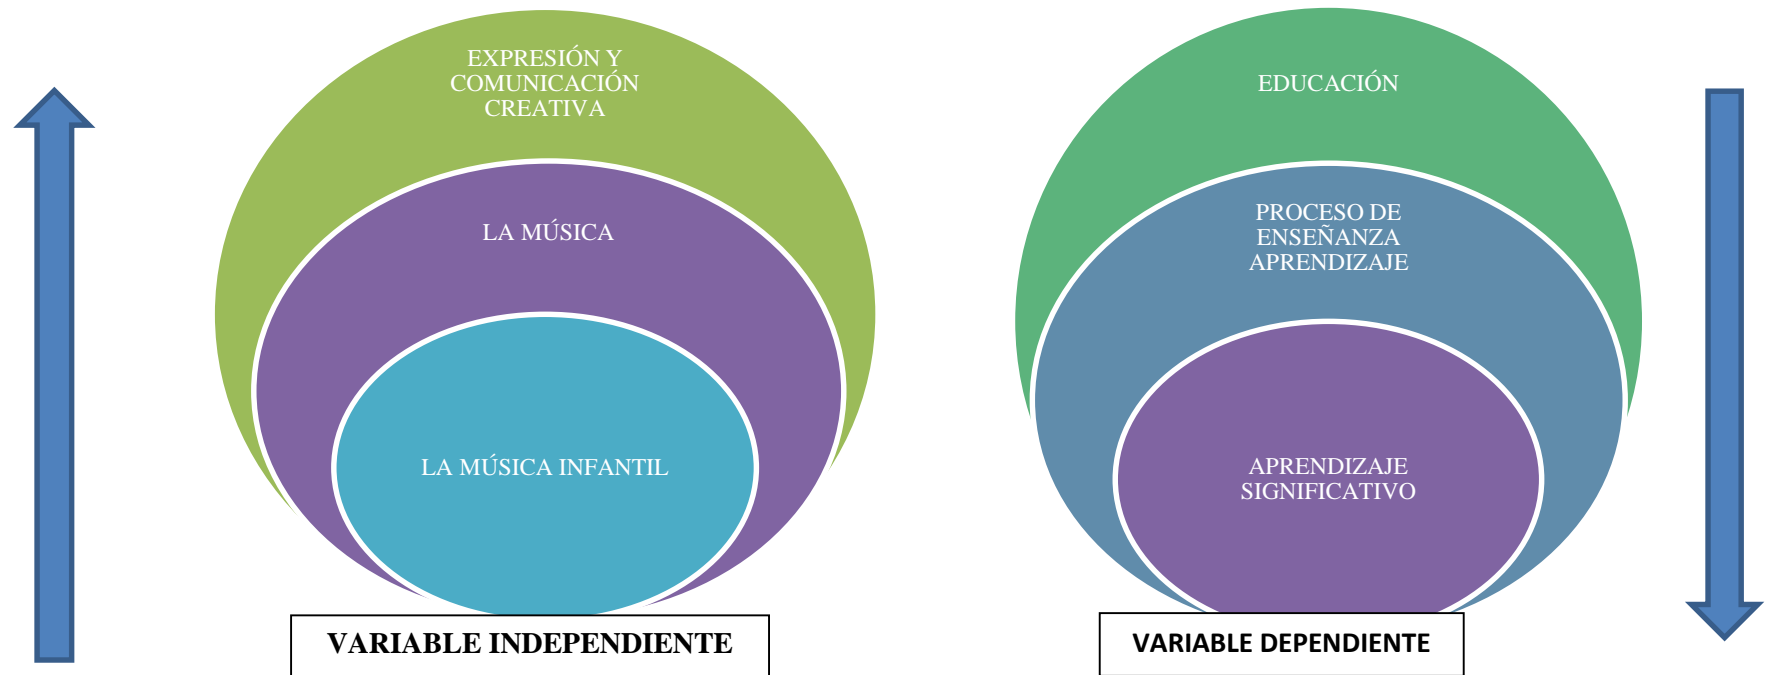 EXPRESIÓN Y
COMUNICACIÓN
CREATIVA
LA MÚSICA
LA MÚSICA INFANTIL
VARIABLE INDEPENDIENTE
EDUCACIÓN
PROCESO DE
ENSEÑANZA
APRENDIZAJE
APRENDIZAJE
SIGNIFICATIVO
VARIABLE DEPENDIENTE